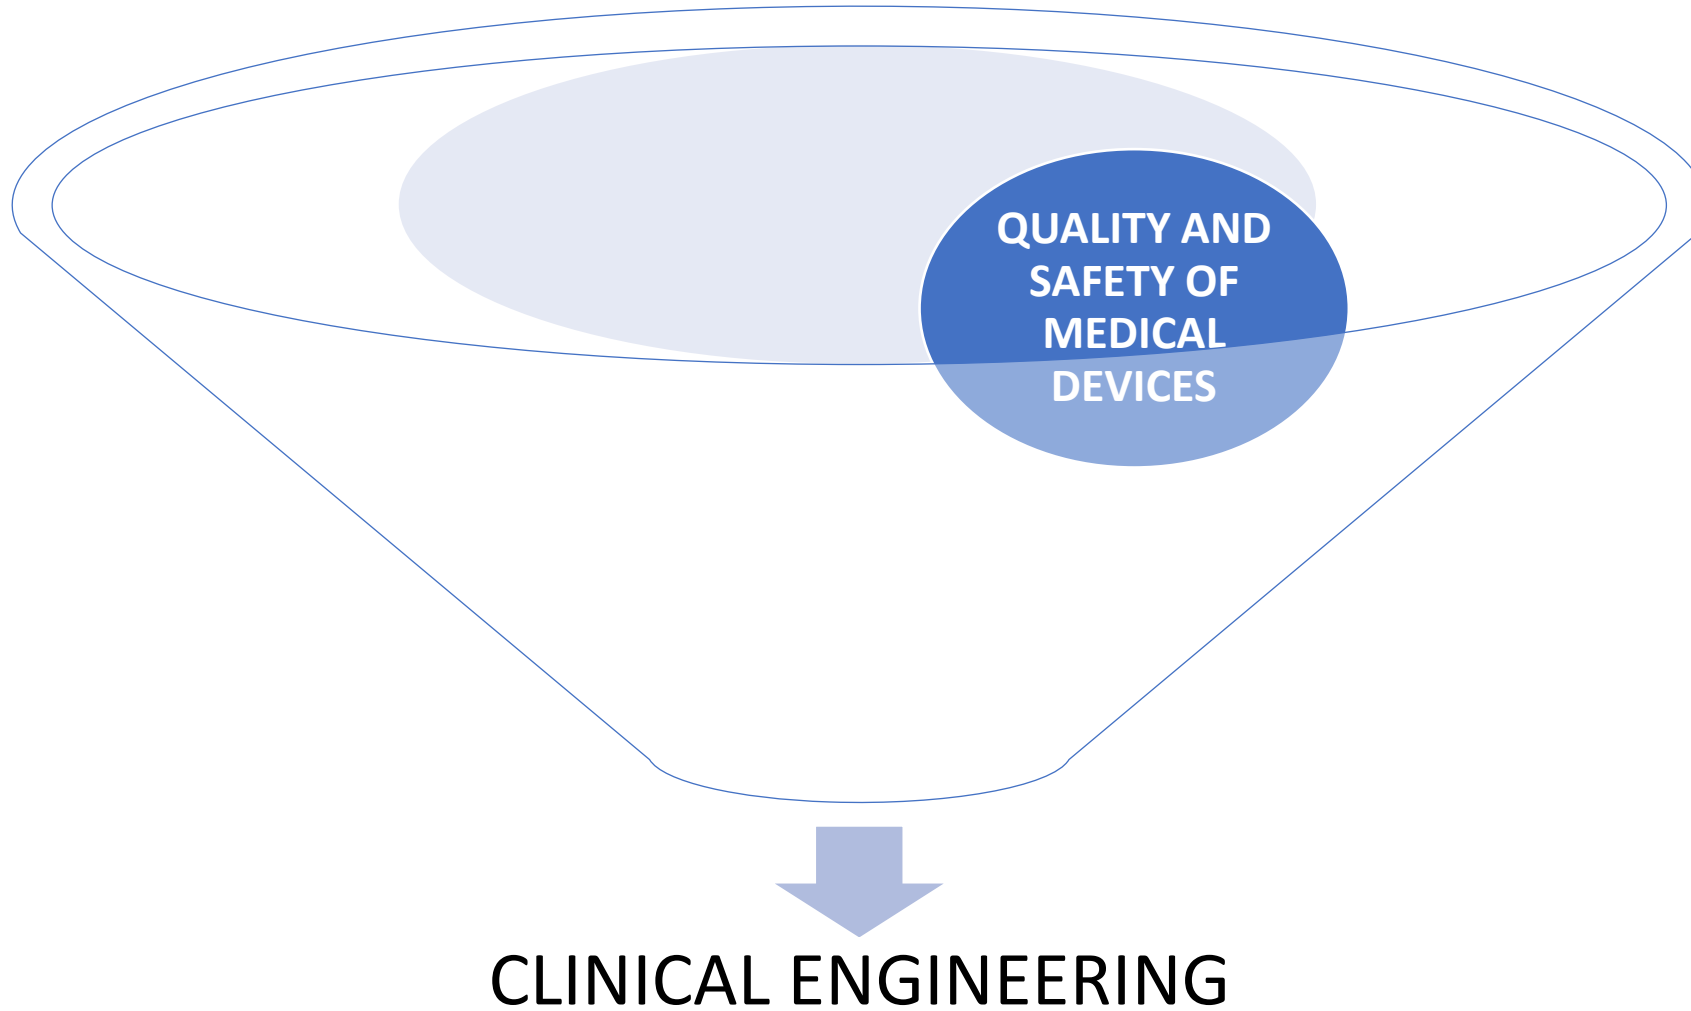 QUALITY AND
SAFETY OF
MEDICAL
DEVICES
CLINICAL ENGINEERING